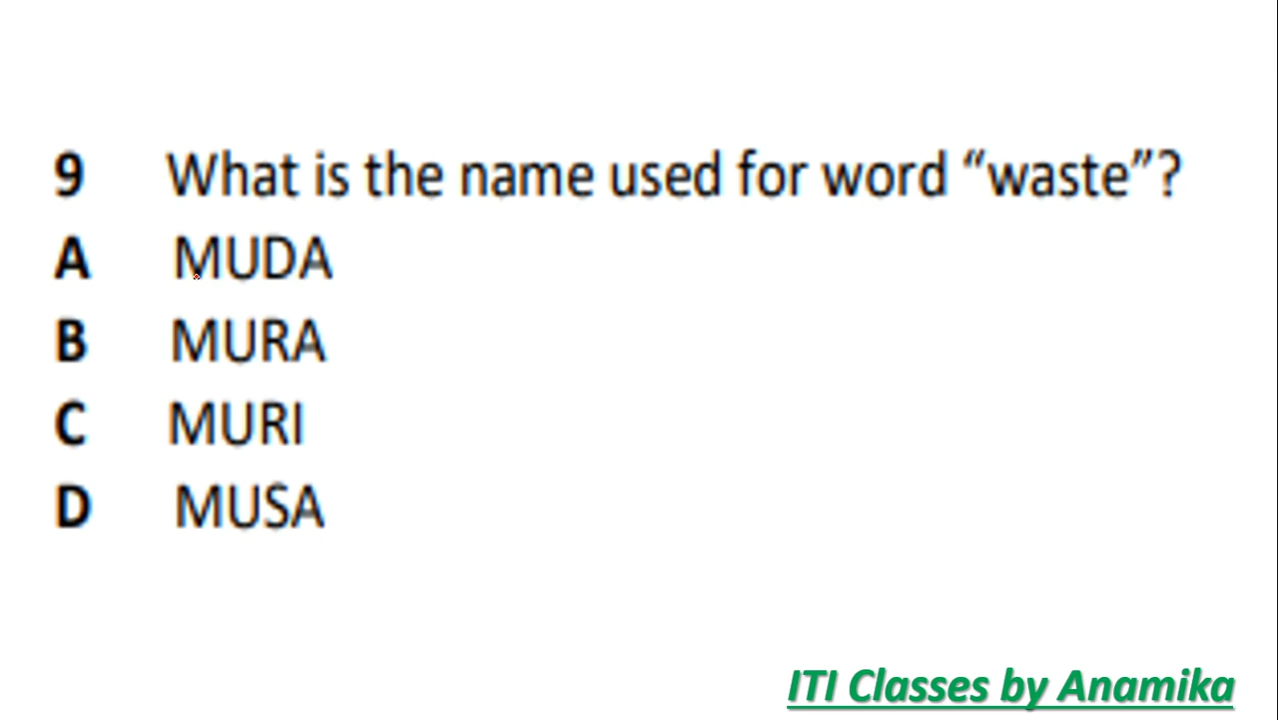 9 What is the name used for word “waste”?
A MUDA
B MURA
C MURI
D MUSA
ITI Classes by Anamika